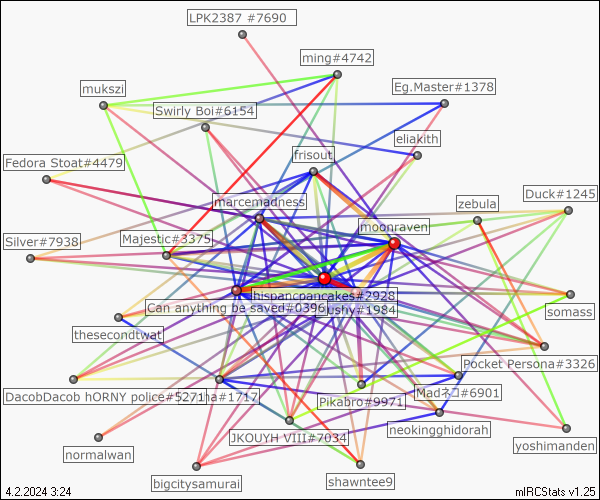 LPK2387 #7690
ming#4742
mukszi
Eg.Master#1378
Swirly Boi#6154
eliakith
frisout
Fedora Stoat#4479
Duck#1245
marcemadness
zebula
moonraven
Silver#7938
Majestic#3375
hispancpancakes#2928
Can anything be saved#0396
ushy#1984
somass
thesecondtwat
Pocket Persona#3326
DacobDacob hORNY police#5271
na#1717
Madネコ#6901
Pikabro#9971
JKOUYH VIII#7034
neokingghidorah
yoshimanden
normalwan
bigcitysamurai
shawntee9
4.2.2024 3:24
mIRCStats v1.25